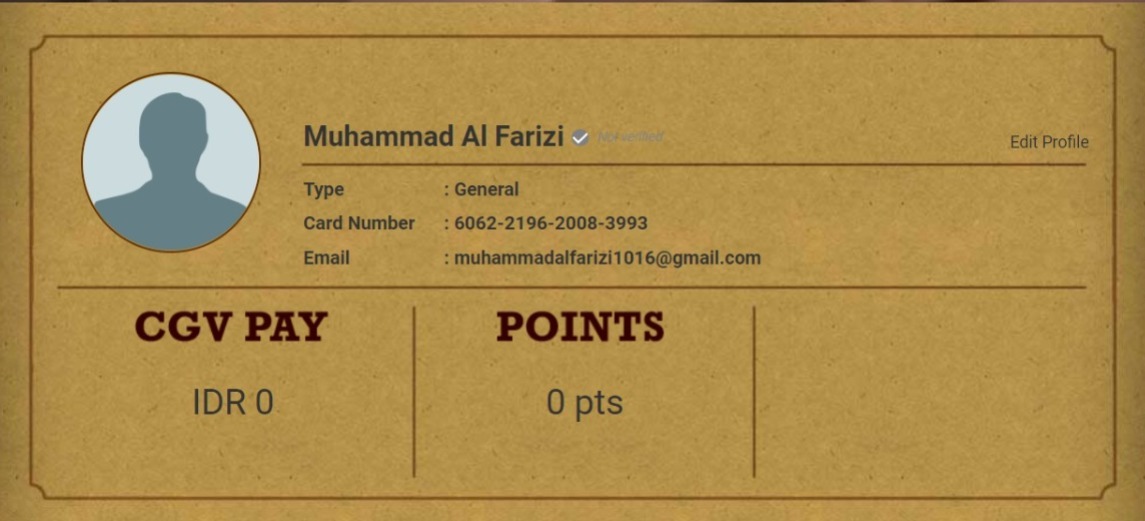 Muhammad Al Farizi Not verified
Edit Profile
Type : General
Card Number : 6062-2196-2008-3993
Email : muhammadalfarizi1016@gmail.com
CGV PAY POINTS
IDR 0 0 pts